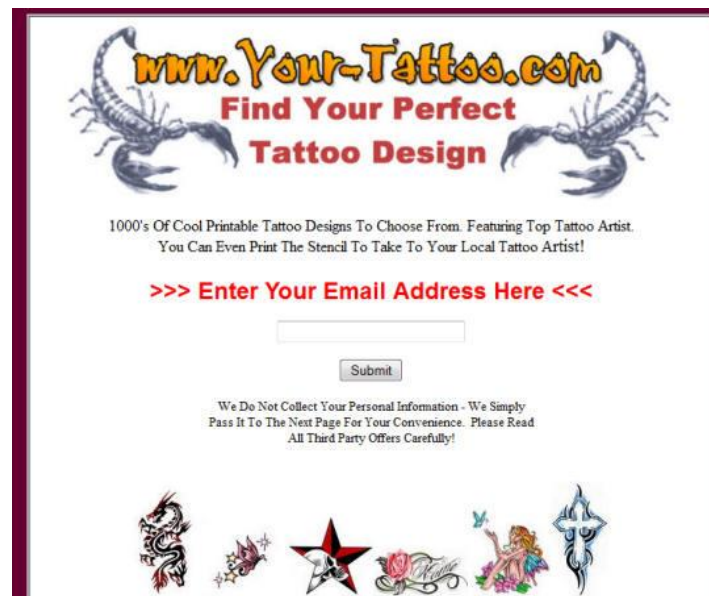 www.Your-Tattoo.com
Find Your Perfect
Tattoo Design
1000's Of Cool Printable Tattoo Designs To Choose From. Featuring Top Tattoo Artist.
You Can Even Print The Stencil To Take To Your Local Tattoo Artist!
>>> Enter Your Email Address Here <<<
Submit
We Do Not Collect Your Personal Information - We Simply
Pass It To The Next Page For Your Convenience. Please Read
All Third Party Offers Carefully!